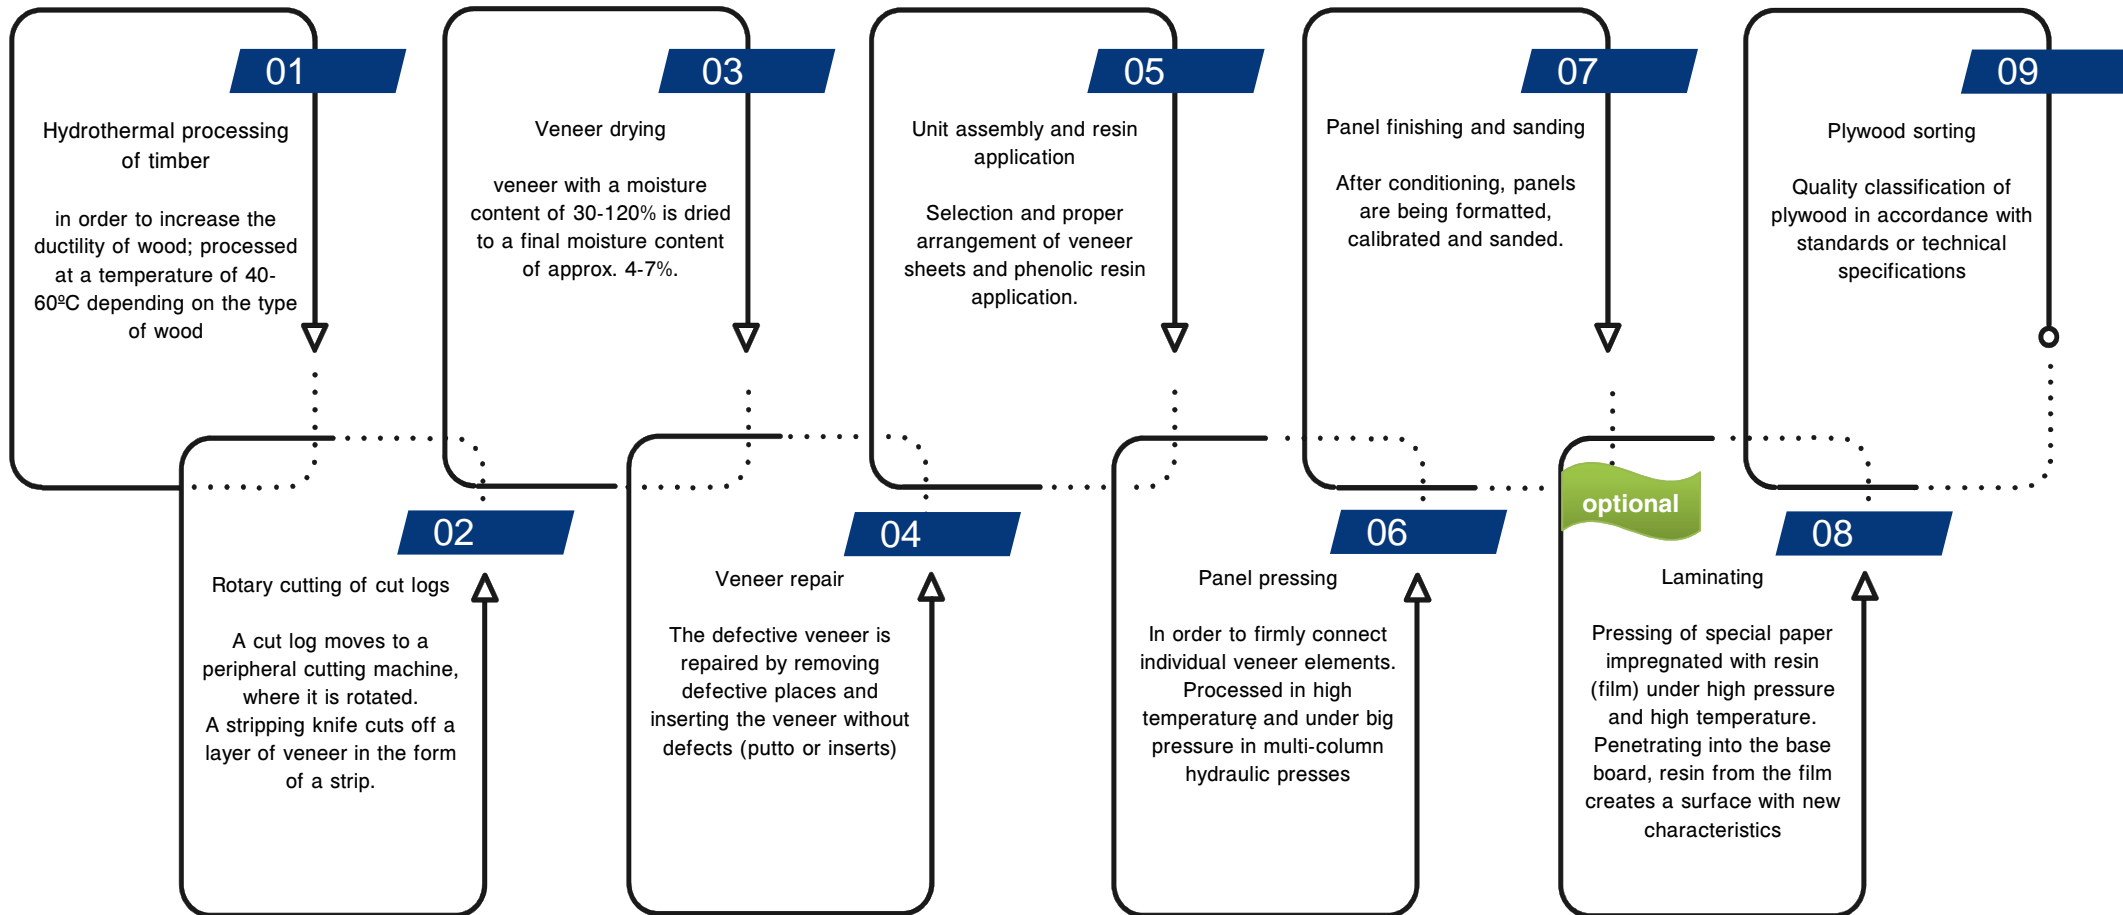 01
Hydrothermal processing
of timber
in order to increase the
ductility of wood; processed
at a temperature of 40-
60ºC depending on the type
of wood
02
Rotary cutting of cut logs
A cut log moves to a
peripheral cutting machine,
where it is rotated.
A stripping knife cuts off a
layer of veneer in the form
of a strip.
03
Veneer drying
veneer with a moisture
content of 30-120% is dried
to a final moisture content
of approx. 4-7%.
04
Veneer repair
The defective veneer is
repaired by removing
defective places and
inserting the veneer without
defects (putto or inserts)
05
Unit assembly and resin
application
Selection and proper
arrangement of veneer
sheets and phenolic resin
application.
06
Panel pressing
In order to firmly connect
individual veneer elements.
Processed in high
temperaturę and under big
pressure in multi-column
hydraulic presses
07
Panel finishing and sanding
After conditioning, panels
are being formatted,
calibrated and sanded.
optional
08
Laminating
Pressing of special paper
impregnated with resin
(film) under high pressure
and high temperature.
Penetrating into the base
board, resin from the film
creates a surface with new
characteristics
09
Plywood sorting
Quality classification of
plywood in accordance with
standards or technical
specifications